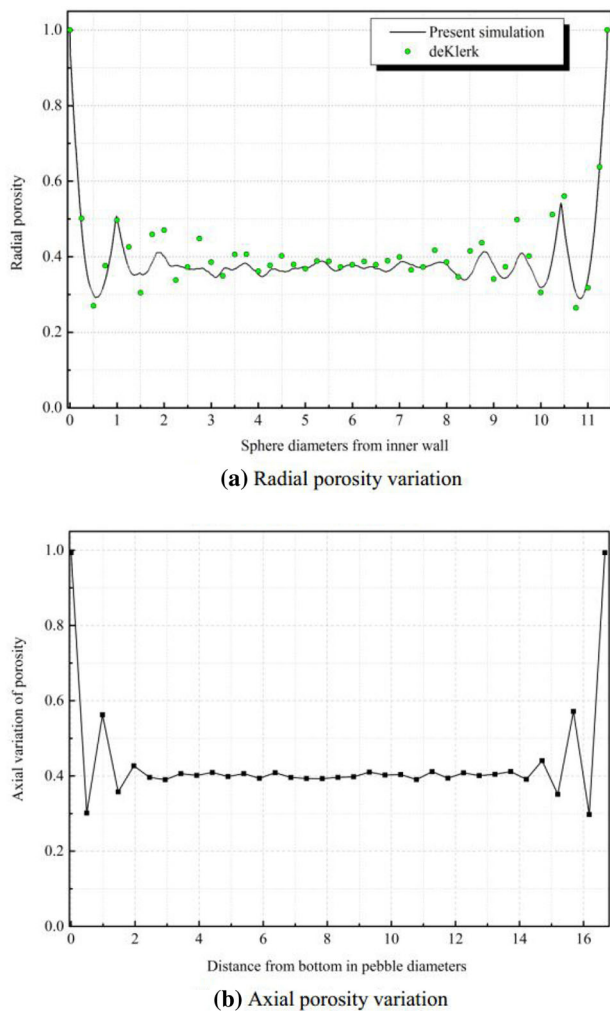 1.0
0.8
0.6
0.4
0.2
0.0
Radial porosity
Present simulation
deKlerk
0 1 2 3 4 5 6 7 8 9 10 11
Sphere diameters from inner wall
(a) Radial porosity variation
1.0
0.8
0.6
0.4
0.2
0.0
Axial variation of porosity
0 2 4 6 8 10 12 14 16
Distance from bottom in pebble diameters
(b) Axial porosity variation